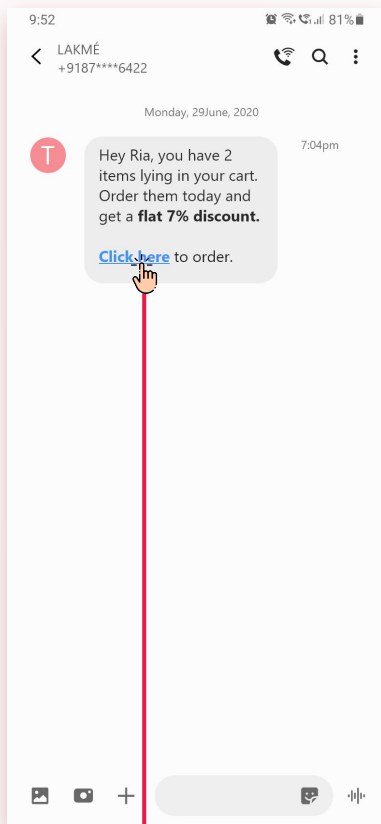 9:52 81%
LAKMÉ
+9187****6422
Monday, 29June, 2020
T
Hey Ria, you have 2
items lying in your cart.
Order them today and
get a flat 7% discount.
Click here to order.
7:04pm